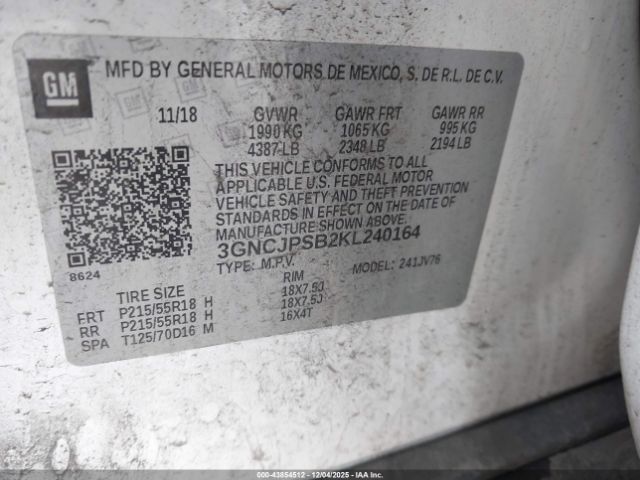 GM
MFD BY GENERAL MOTORS DE MEXICO, S. DE R.L. DE C.V.
11/18 GVWR GAWR FRT GAWR RR
1990 KG 1065 KG 995 KG
4387 LB 2348 LB 2194 LB
THIS VEHICLE CONFORMS TO ALL
APPLICABLE U.S. FEDERAL MOTOR
VEHICLE SAFETY AND THEFT PREVENTION
STANDARDS IN EFFECT ON THE DATE OF
MANUFACTURE SHOWN ABOVE.
3GNCJPSB2KL240164
8624
TYPE: M.P.V. MODEL: 241JV76
TIRE SIZE RIM
FRT P215/55R18 H 18X7.5J
RR P215/55R18 H 18X7.5J
SPA T125/70D16 M 16X4T
000-43854512 - 12/04/2025 - IAA Inc.